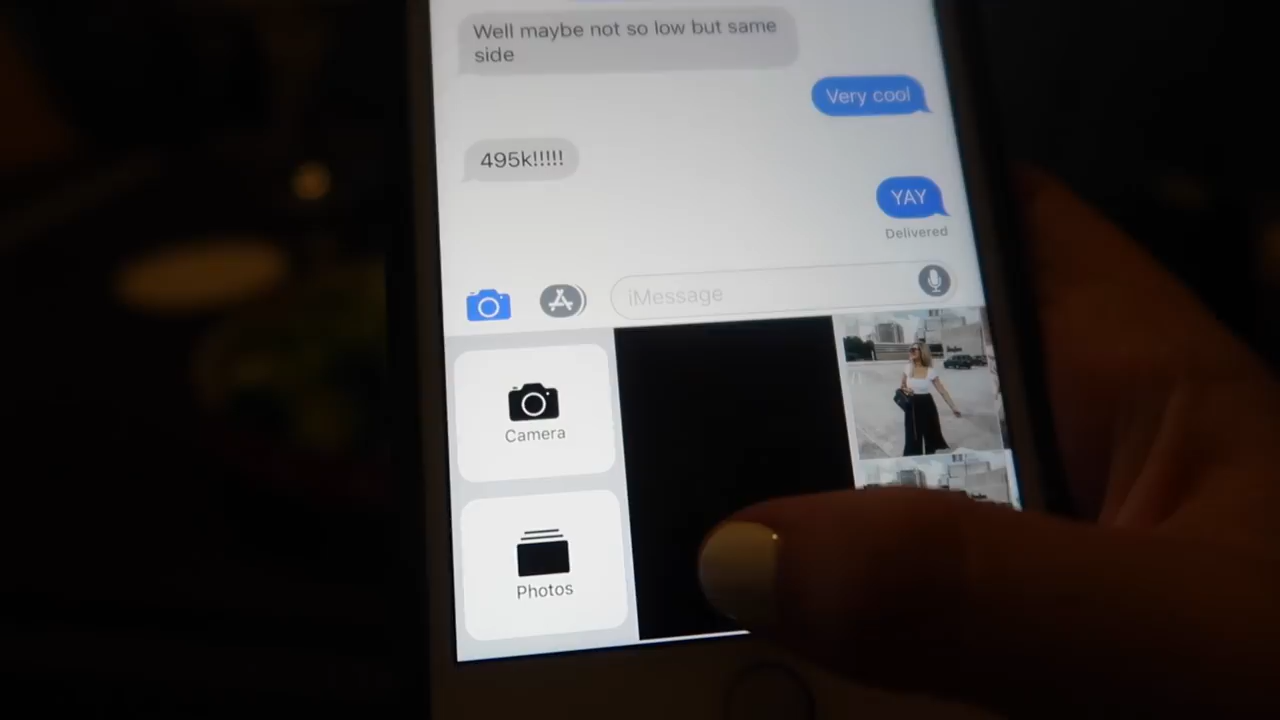 Well maybe not so low but same
side
Very cool
495k!!!!!
YAY
Delivered
iMessage
Camera
Photos